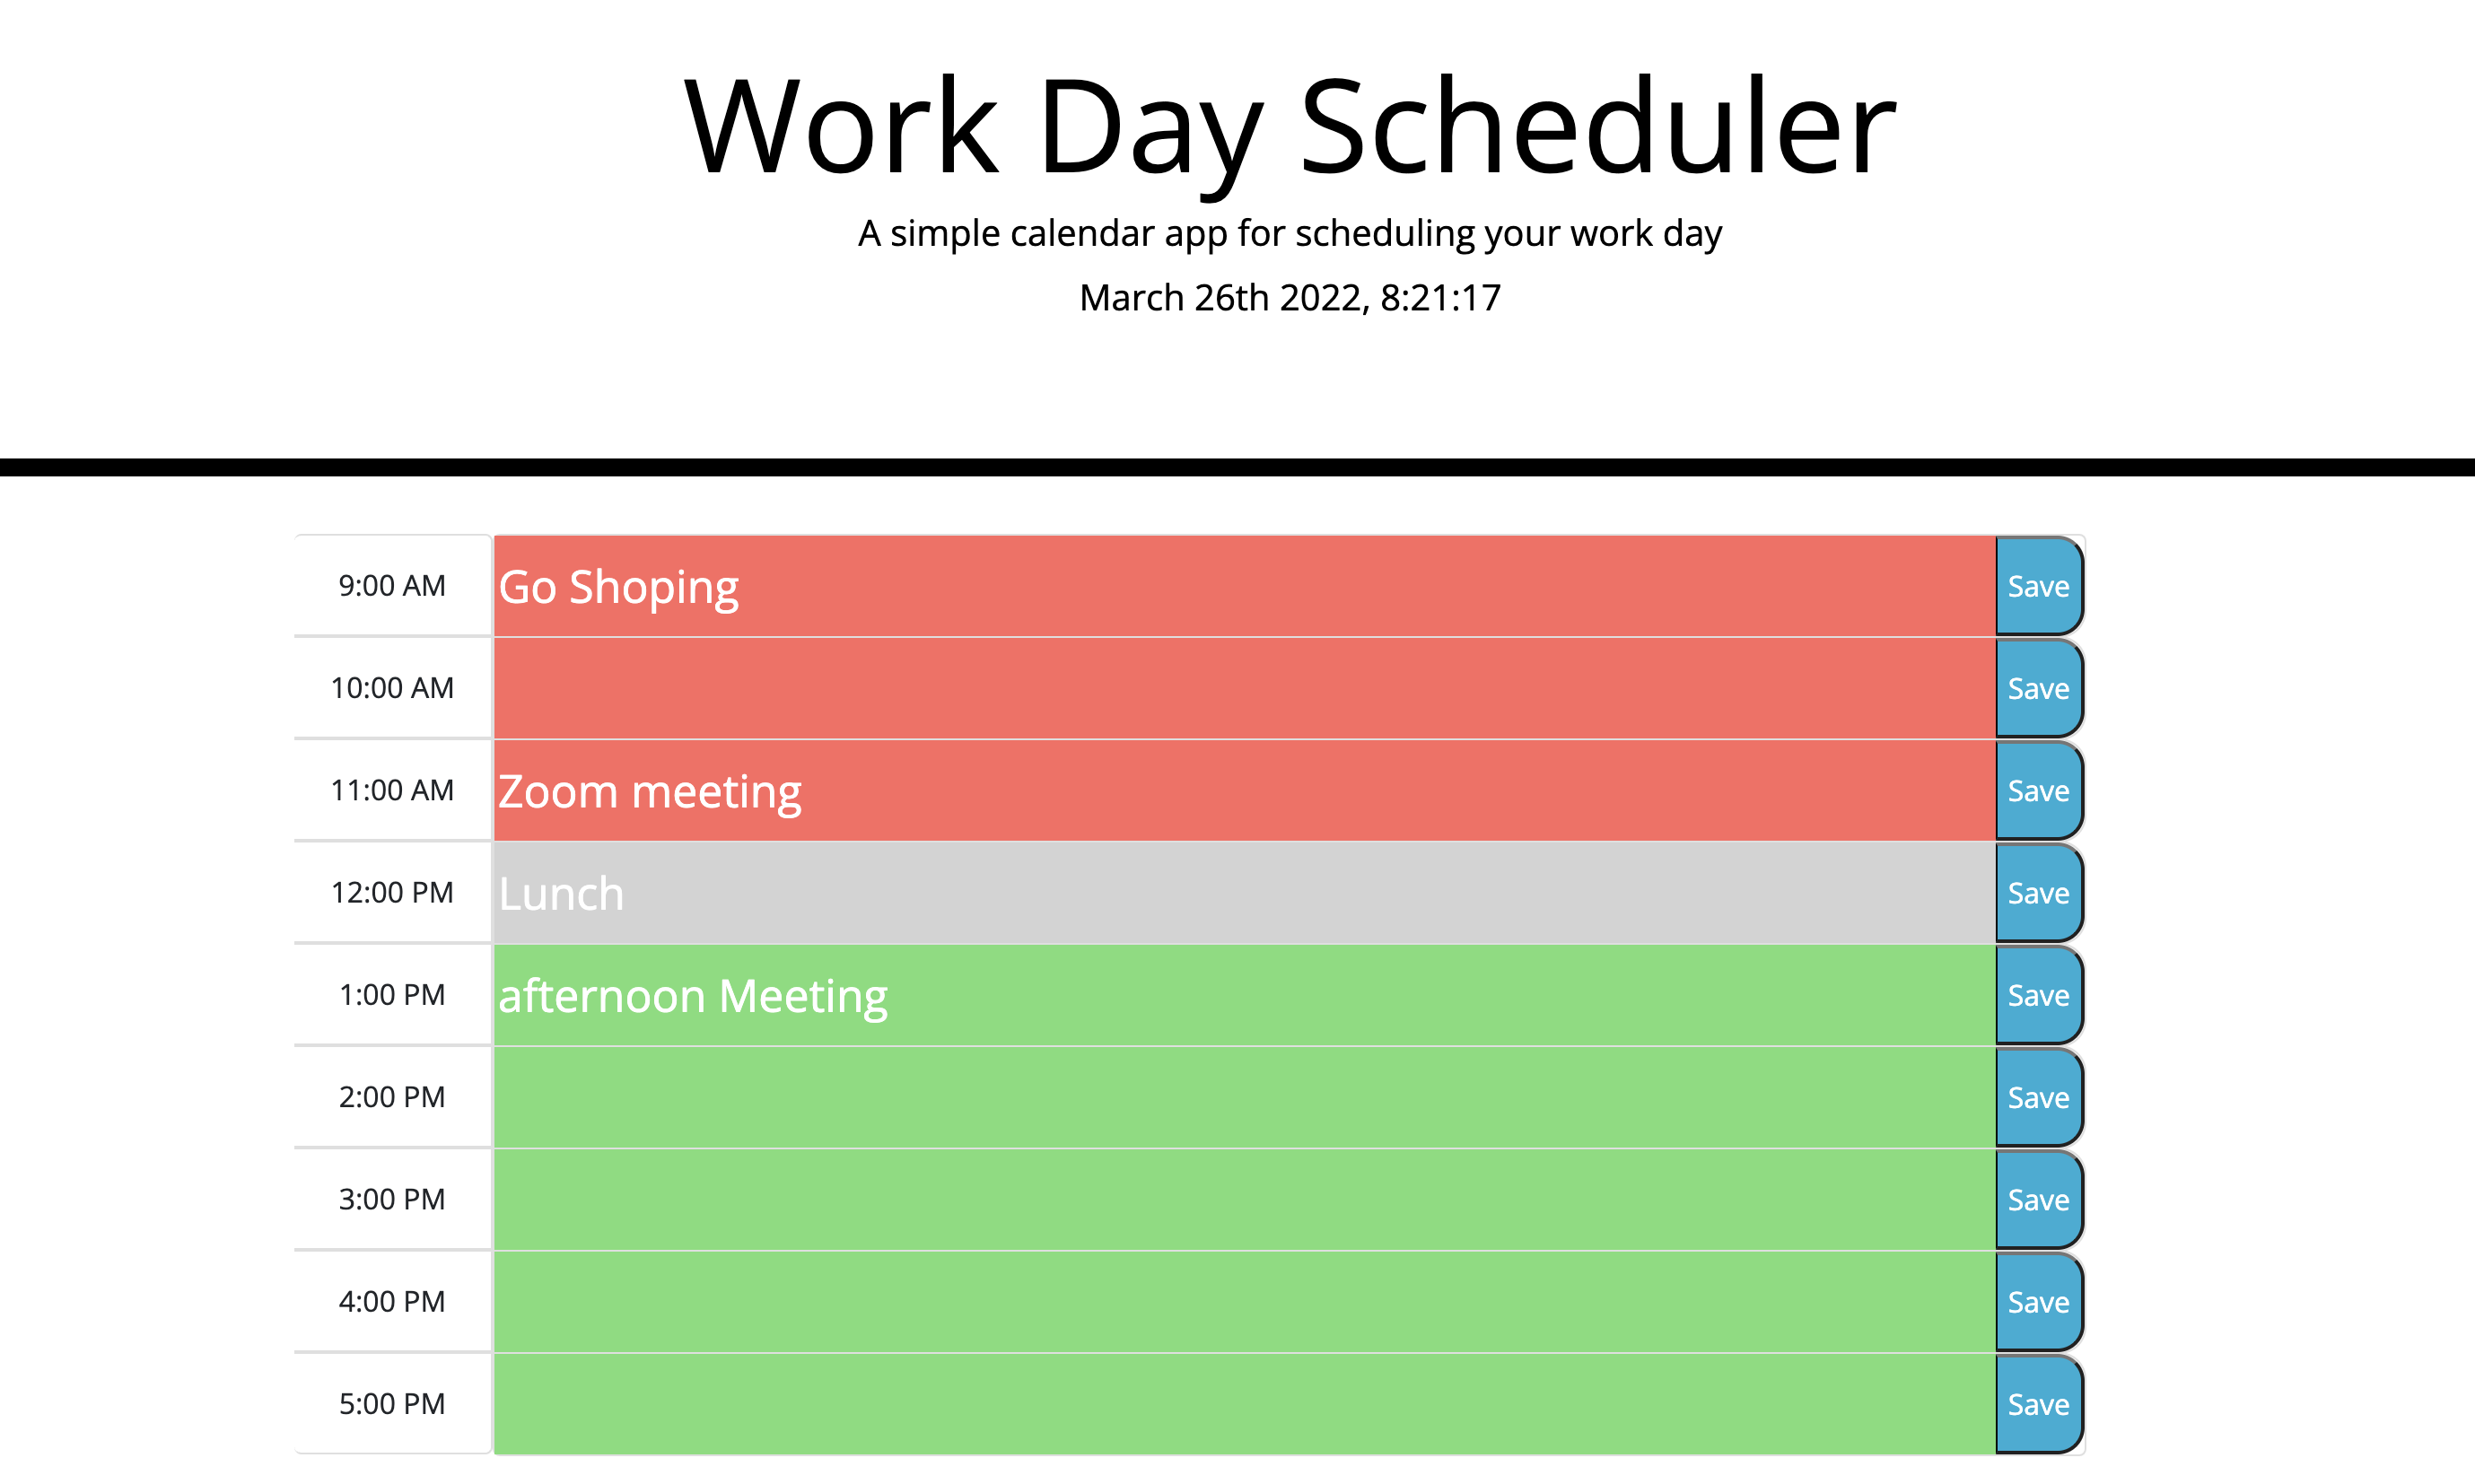 Work Day Scheduler
A simple calendar app for scheduling your work day
March 26th 2022, 8:21:17
9:00 AM Go Shoping Save
10:00 AM Save
11:00 AM Zoom meeting Save
12:00 PM Lunch Save
1:00 PM afternoon Meeting Save
2:00 PM Save
3:00 PM Save
4:00 PM Save
5:00 PM Save